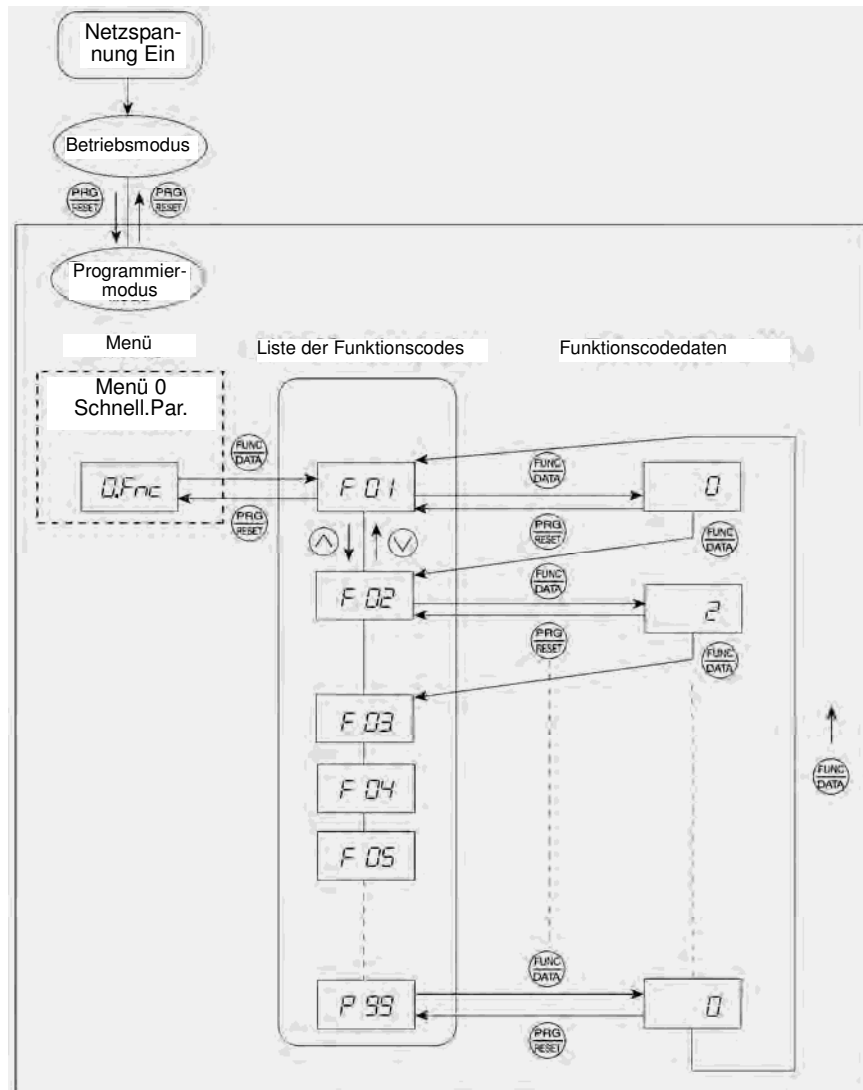 Netzspan-
nung Ein
Betriebsmodus
PRG
RESET
PRG
RESET
Programmier-
modus
Menü
Liste der Funktionscodes
Funktionscodedaten
Menü 0
Schnell.Par.
0.Fnc
FUNC
DATA
PRG
RESET
F 01
FUNC
DATA
PRG
RESET
0
FUNC
DATA
F 02
FUNC
DATA
PRG
RESET
2
FUNC
DATA
F 03
F 04
F 05
FUNC
DATA
P 99
FUNC
DATA
PRG
RESET
0